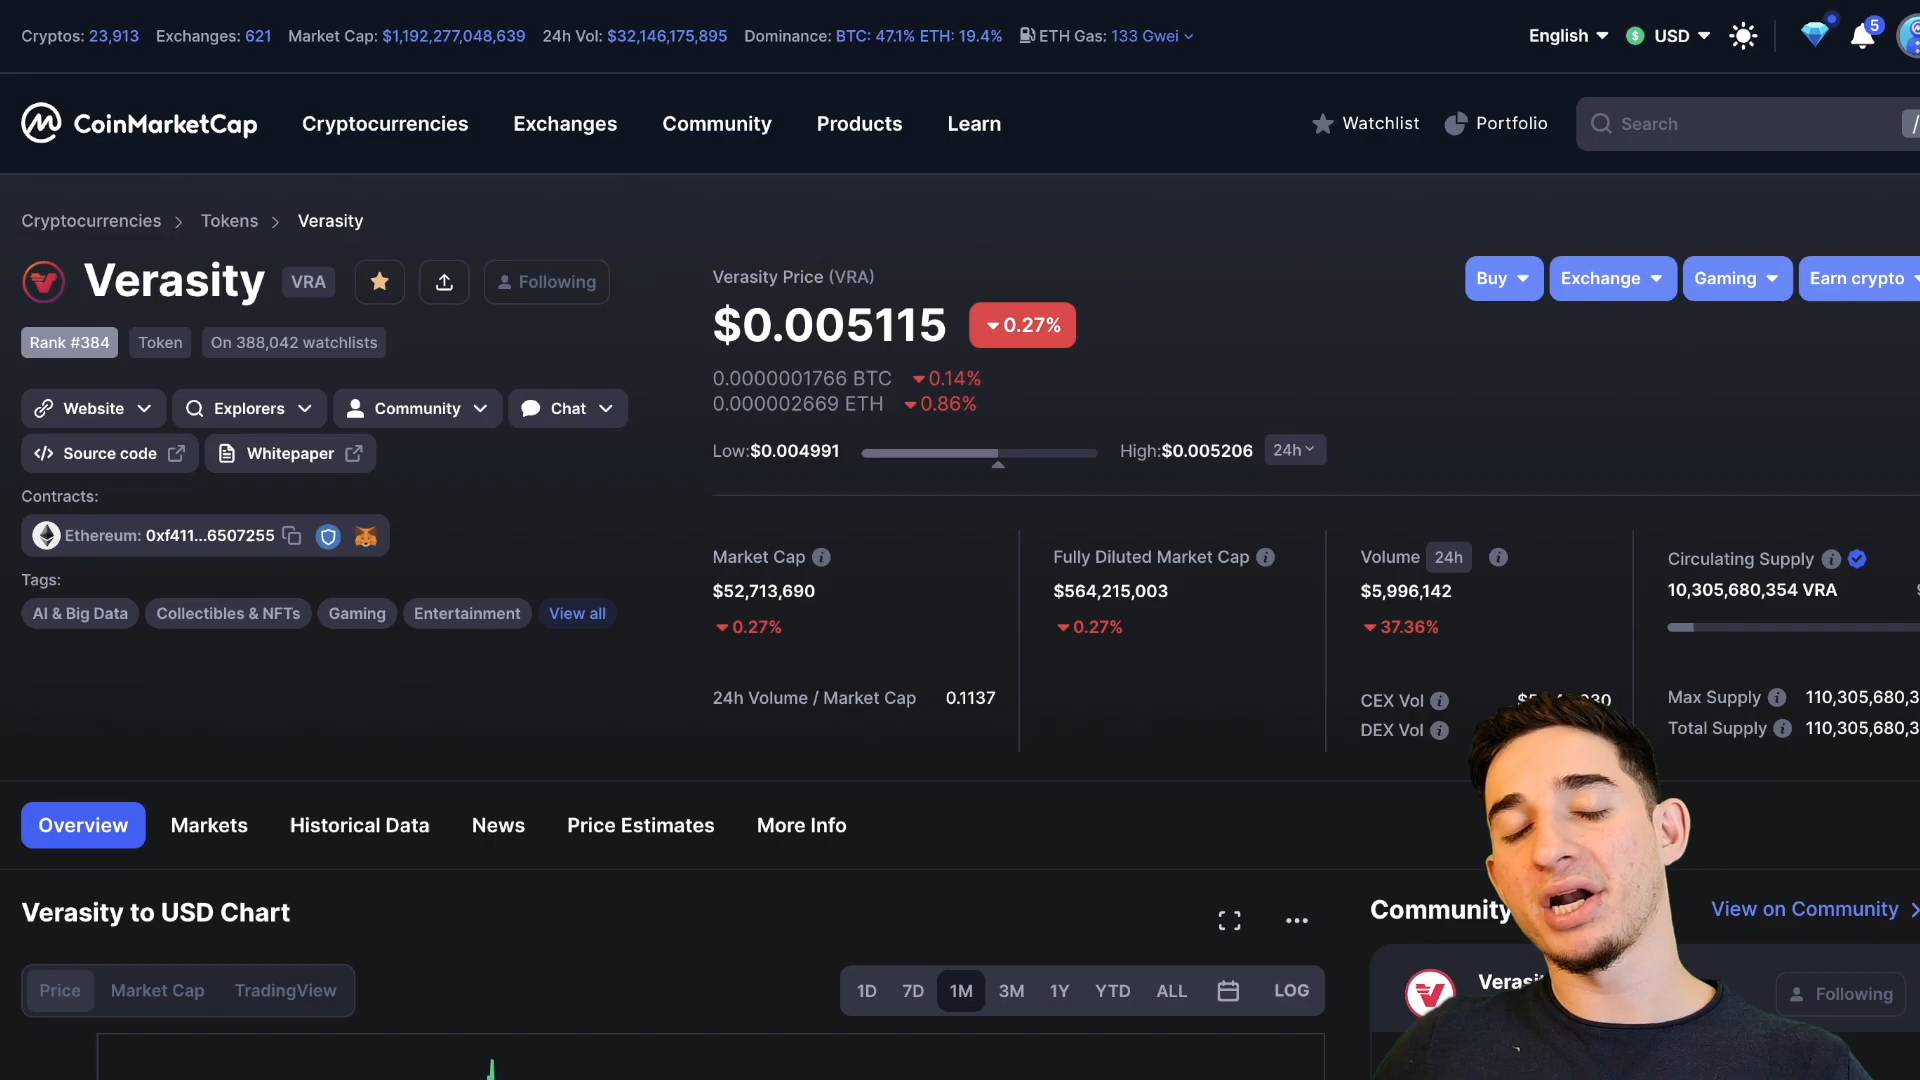 Cryptos: 23,913 Exchanges: 621 Market Cap: $1,192,277,048,639 24h Vol: $32,146,175,895 Dominance: BTC: 47.1% ETH: 19.4% ETH Gas: 133 Gwei
English USD 5
CoinMarketCap Cryptocurrencies Exchanges Community Products Learn
Watchlist Portfolio Search /
Cryptocurrencies > Tokens > Verasity
Verasity VRA Following
Rank #384 Token On 388,042 watchlists
Website Explorers Community Chat
Source code Whitepaper
Contracts:
Ethereum: 0xf411...6507255
Tags:
AI & Big Data Collectibles & NFTs Gaming Entertainment View all
Verasity Price (VRA)
$0.005115 0.27%
0.0000001766 BTC 0.14%
0.000002669 ETH 0.86%
Low:$0.004991 High:$0.005206 24h
Buy Exchange Gaming Earn crypto
Market Cap
$52,713,690
0.27%
24h Volume / Market Cap 0.1137
Fully Diluted Market Cap
$564,215,003
0.27%
Volume 24h
$5,996,142
37.36%
CEX Vol
DEX Vol
Circulating Supply
10,305,680,354 VRA
Max Supply 110,305,680,3
Total Supply 110,305,680,3
Overview Markets Historical Data News Price Estimates More Info
Verasity to USD Chart
Price Market Cap TradingView
1D 7D 1M 3M 1Y YTD ALL LOG
Community View on Community >
Verasi Following